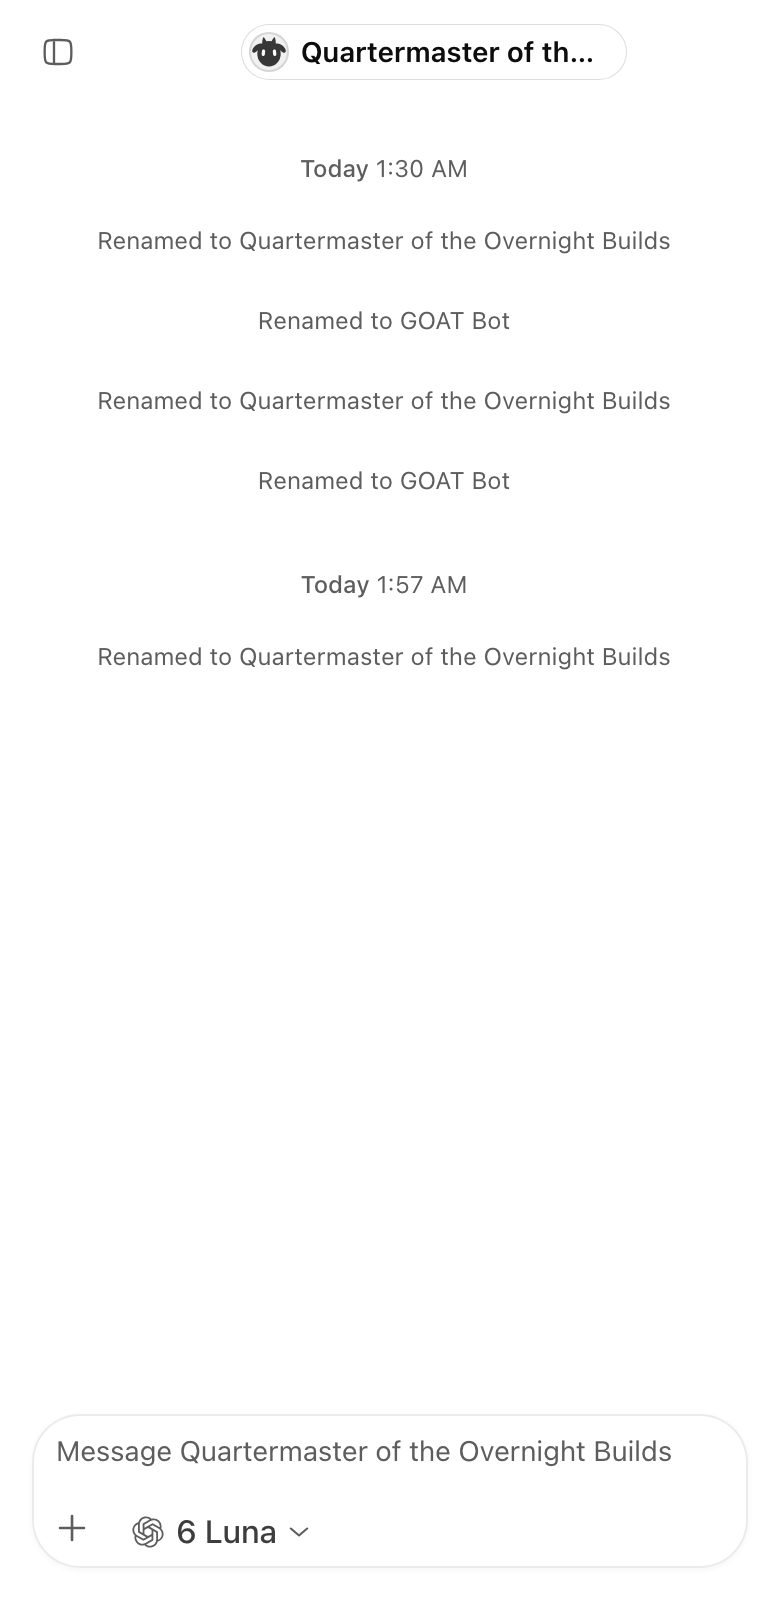 Quartermaster of th...
Today 1:30 AM
Renamed to Quartermaster of the Overnight Builds
Renamed to GOAT Bot
Renamed to Quartermaster of the Overnight Builds
Renamed to GOAT Bot
Today 1:57 AM
Renamed to Quartermaster of the Overnight Builds
Message Quartermaster of the Overnight Builds
6 Luna